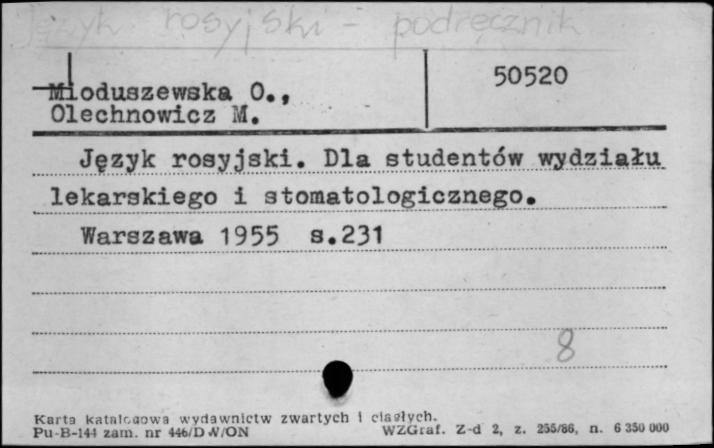 Język rosyjski - podręcznik
50520
Mioduszewska O.,
Olechnowicz M.
Język rosyjski. Dla studentów wydziału
lekarskiego i stomatologicznego.
Warszawa 1955 s.231
8
Karta katalogowa wydawnictw zwartych i ciągłych.
Pu-B-144 zam. nr 446/DW/ON WZGraf. Z-d 2, z. 255/86, n. 6 350 000